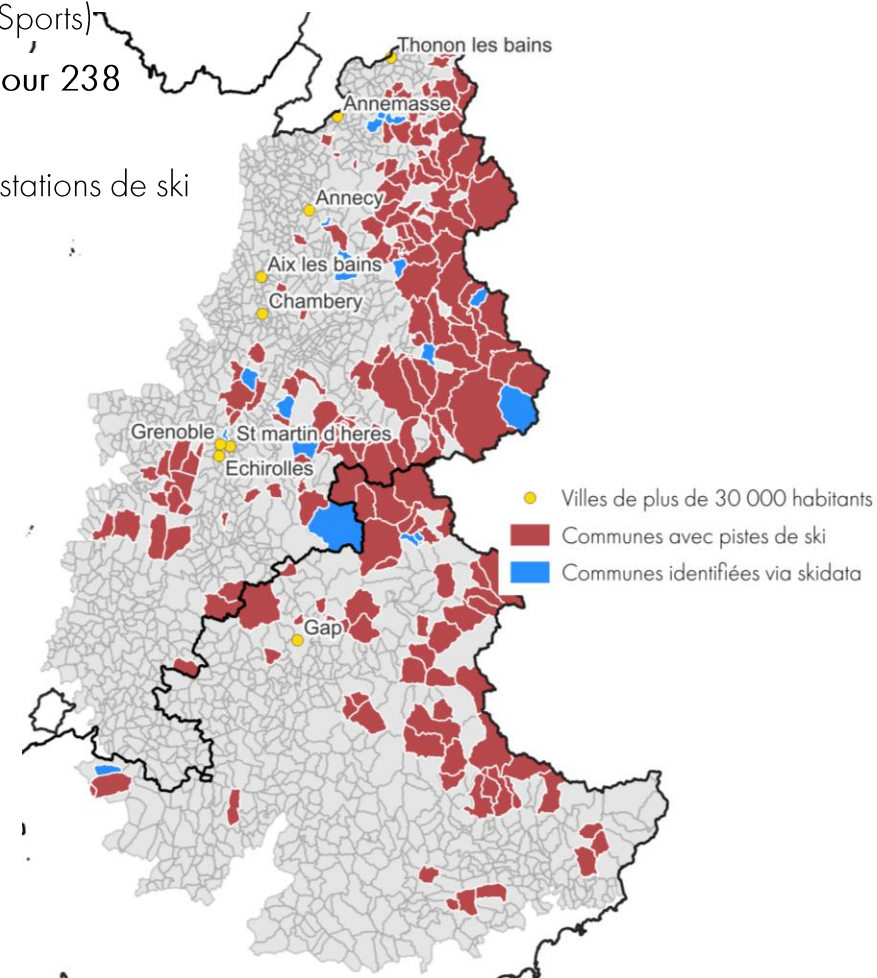 Sports)
our 238
stations de ski
Thonon les bains
Annemasse
Annecy
Aix les bains
Chambery
Grenoble
St martin d heres
Echirolles
Villes de plus de 30 000 habitants
Communes avec pistes de ski
Communes identifiées via skidata
Gap